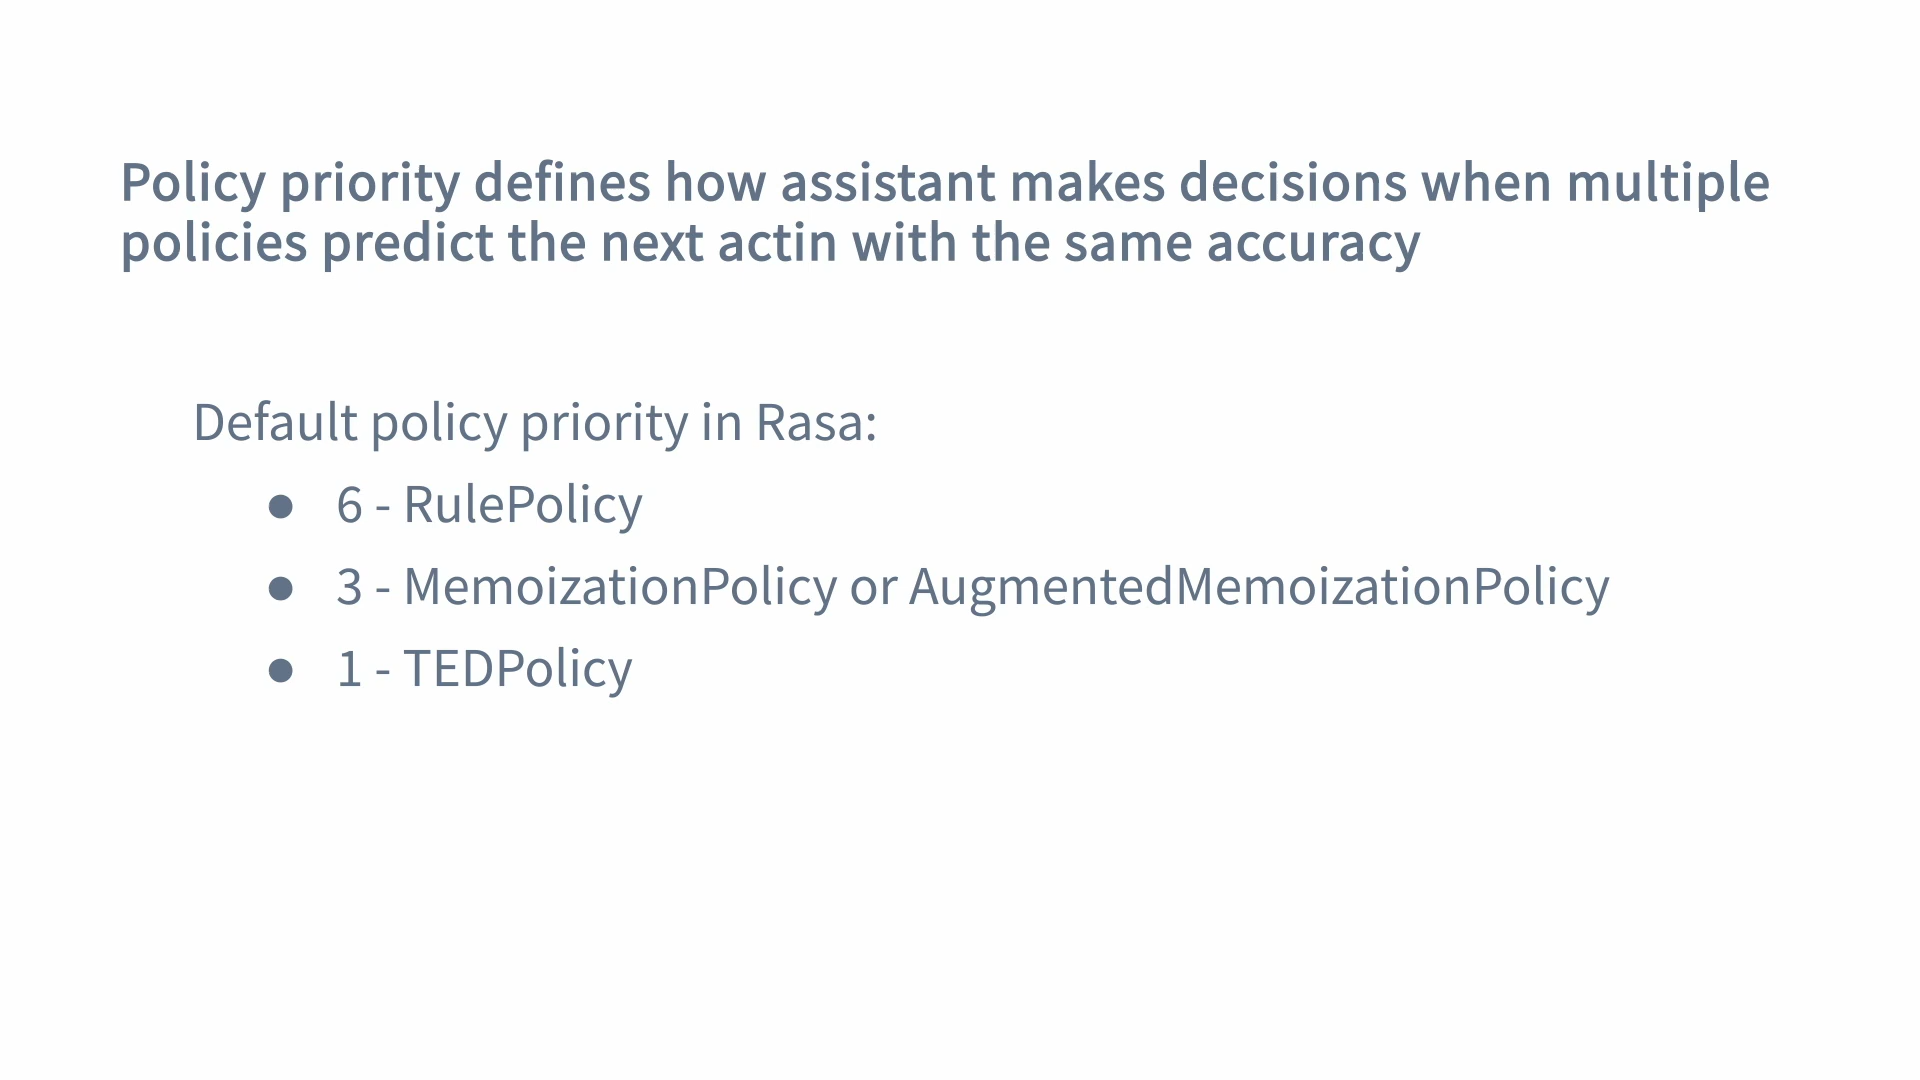 Policy priority defines how assistant makes decisions when multiple
policies predict the next actin with the same accuracy
Default policy priority in Rasa:
● 6 - RulePolicy
● 3 - MemoizationPolicy or AugmentedMemoizationPolicy
● 1 - TEDPolicy